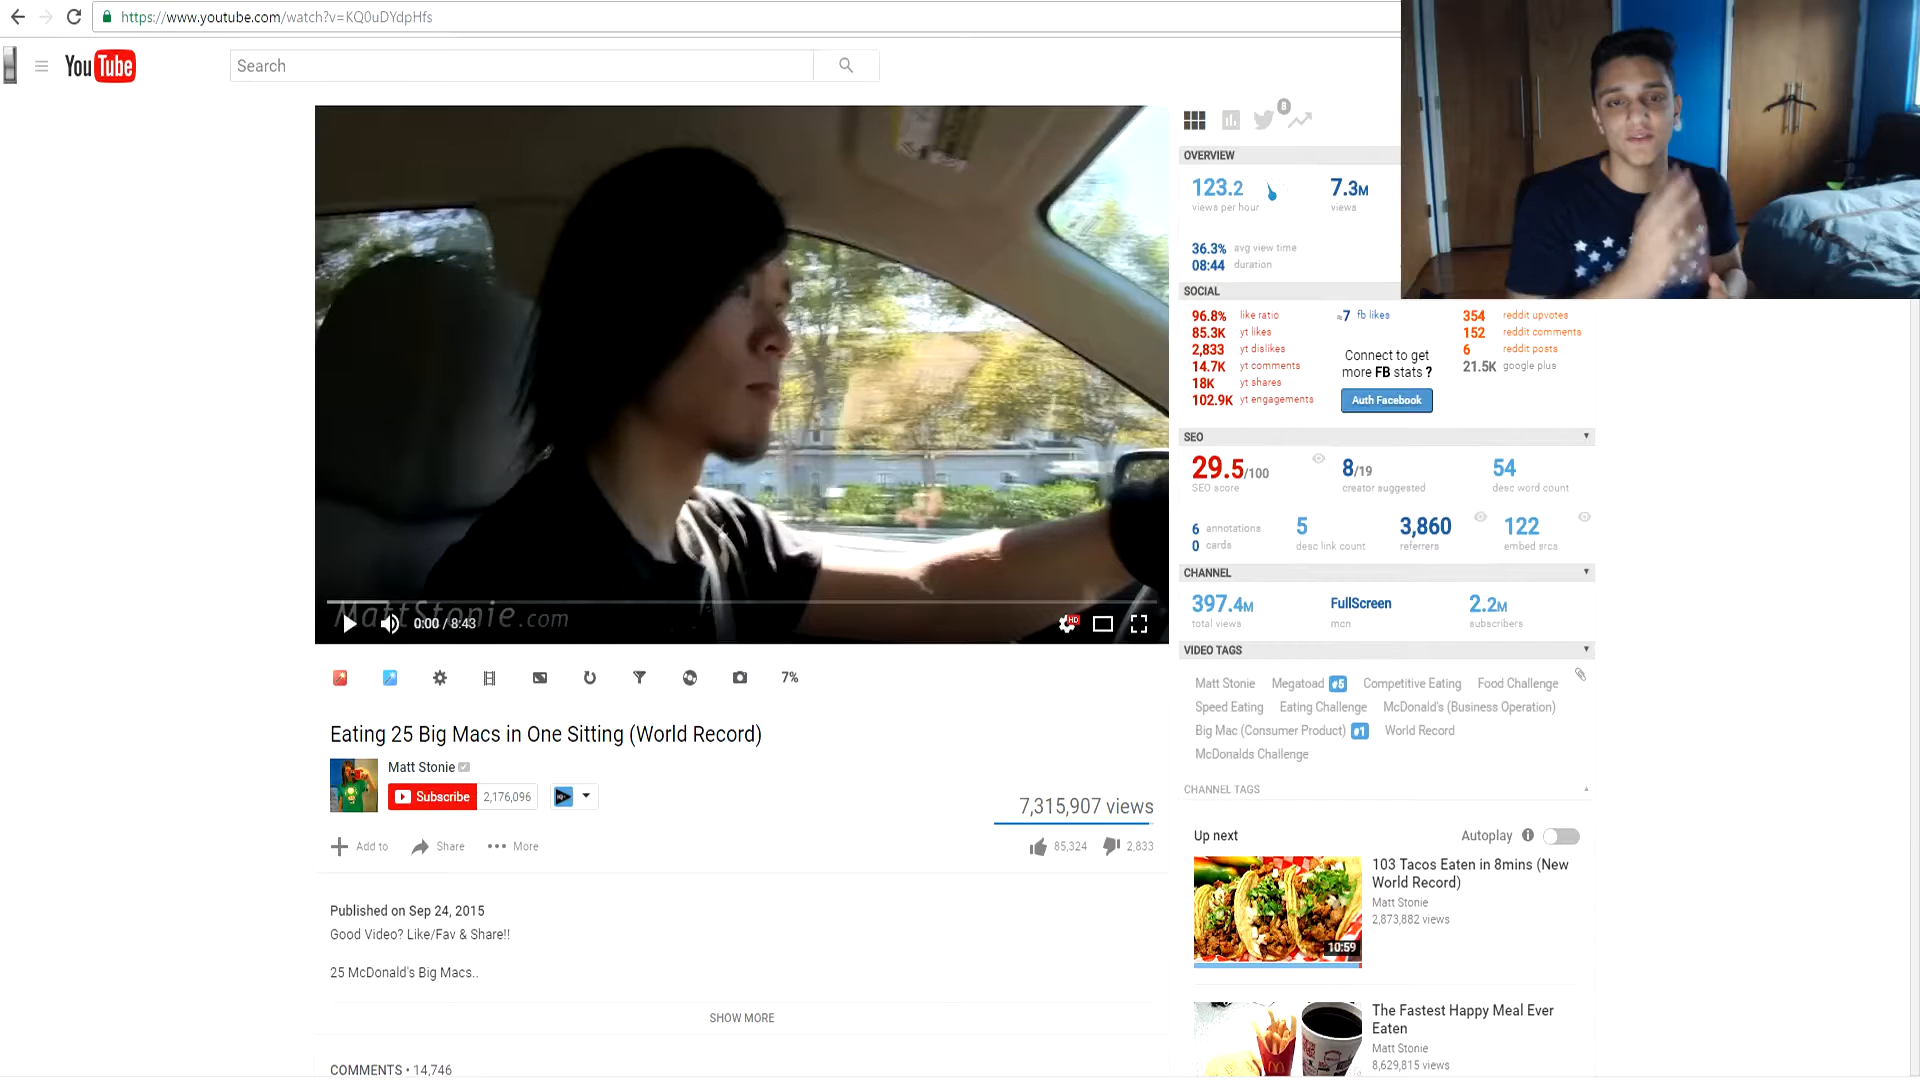 https://www.youtube.com/watch?v=KQ0uDYdpHfs
YouTube
Search
8
OVERVIEW
123.2
views per hour
7.3M
views
36.3% avg view time
08:44 duration
SOCIAL
96.8% like ratio
85.3K yt likes
2,833 yt dislikes
14.7K yt comments
18K yt shares
102.9K yt engagements
≈7 fb likes
Connect to get
more FB stats ?
Auth Facebook
354 reddit upvotes
152 reddit comments
6 reddit posts
21.5K google plus
SEO
29.5/100
SEO score
8/19
creator suggested
54
desc word count
6 annotations
0 cards
5
desc link count
3,860
referrers
122
embed srcs
CHANNEL
397.4M
total views
FullScreen
mcn
2.2M
subscribers
VIDEO TAGS
Matt Stonie Megatoad #5 Competitive Eating Food Challenge
Speed Eating Eating Challenge McDonald's (Business Operation)
Big Mac (Consumer Product) #1 World Record
McDonalds Challenge
CHANNEL TAGS
MattStonie.com
0:00 / 8:43
HD
7%
Eating 25 Big Macs in One Sitting (World Record)
Matt Stonie
Subscribe 2,176,096
7,315,907 views
Add to Share More
85,324 2,833
Published on Sep 24, 2015
Good Video? Like/Fav & Share!!
25 McDonald's Big Macs..
SHOW MORE
COMMENTS • 14,746
Up next
Autoplay
103 Tacos Eaten in 8mins (New
World Record)
Matt Stonie
2,873,882 views
10:59
The Fastest Happy Meal Ever
Eaten
Matt Stonie
8,629,815 views